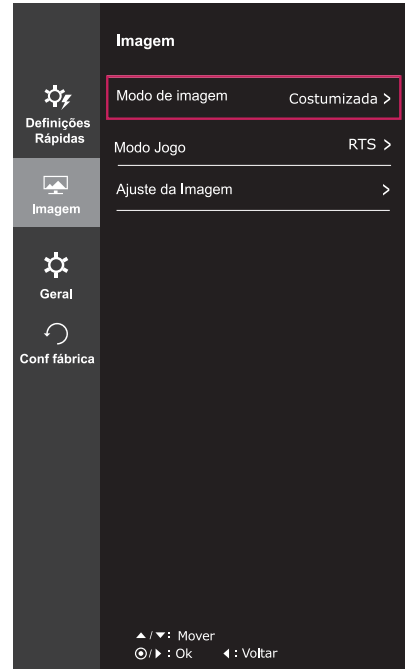 Imagem
Definições
Rápidas
Imagem
Geral
Conf fábrica
Modo de imagem Costumizada >
Modo Jogo RTS >
Ajuste da Imagem >
▲/▼: Mover
⊙/▶: Ok ◀: Voltar